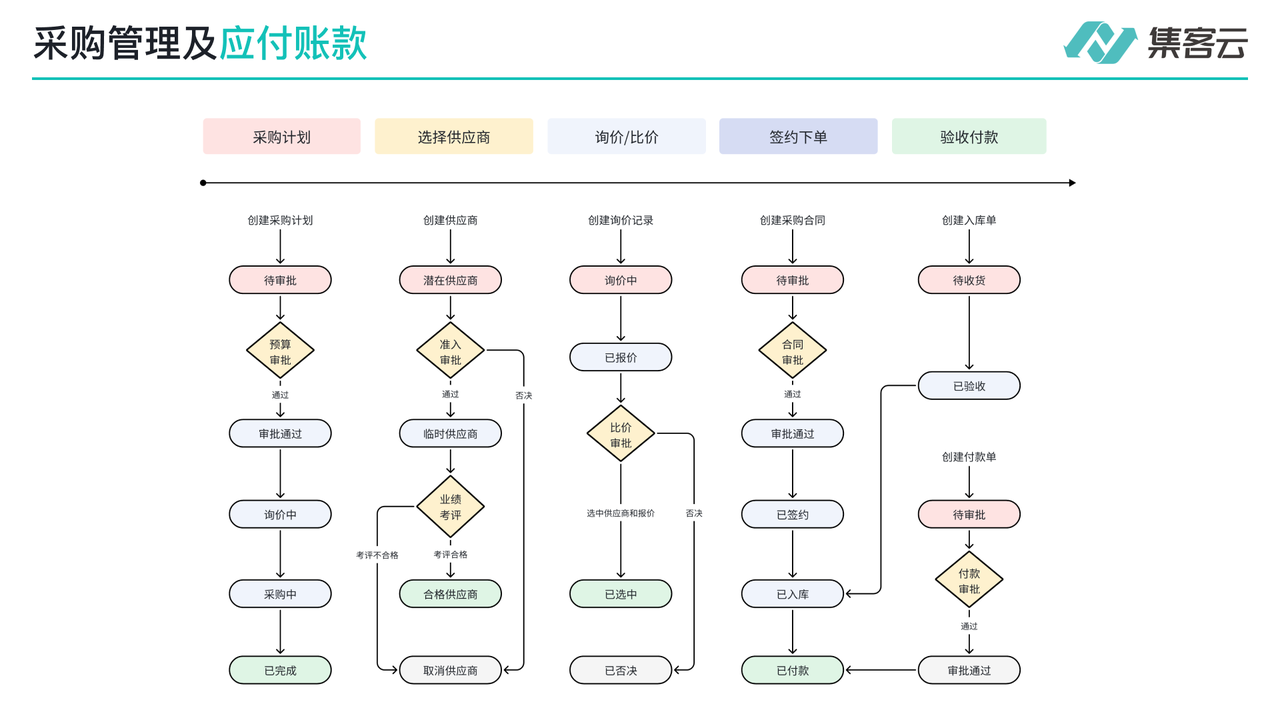 采购管理及应付账款
集客云
采购计划
选择供应商
询价/比价
签约下单
验收付款
创建采购计划
待审批
预算
审批
通过
审批通过
询价中
采购中
已完成
创建供应商
潜在供应商
准入
审批
通过
否决
临时供应商
业绩
考评
考评不合格
考评合格
合格供应商
取消供应商
创建询价记录
询价中
已报价
比价
审批
选中供应商和报价
否决
已选中
已否决
创建采购合同
待审批
合同
审批
通过
审批通过
已签约
已入库
已付款
创建入库单
待收货
已验收
创建付款单
待审批
付款
审批
通过
审批通过